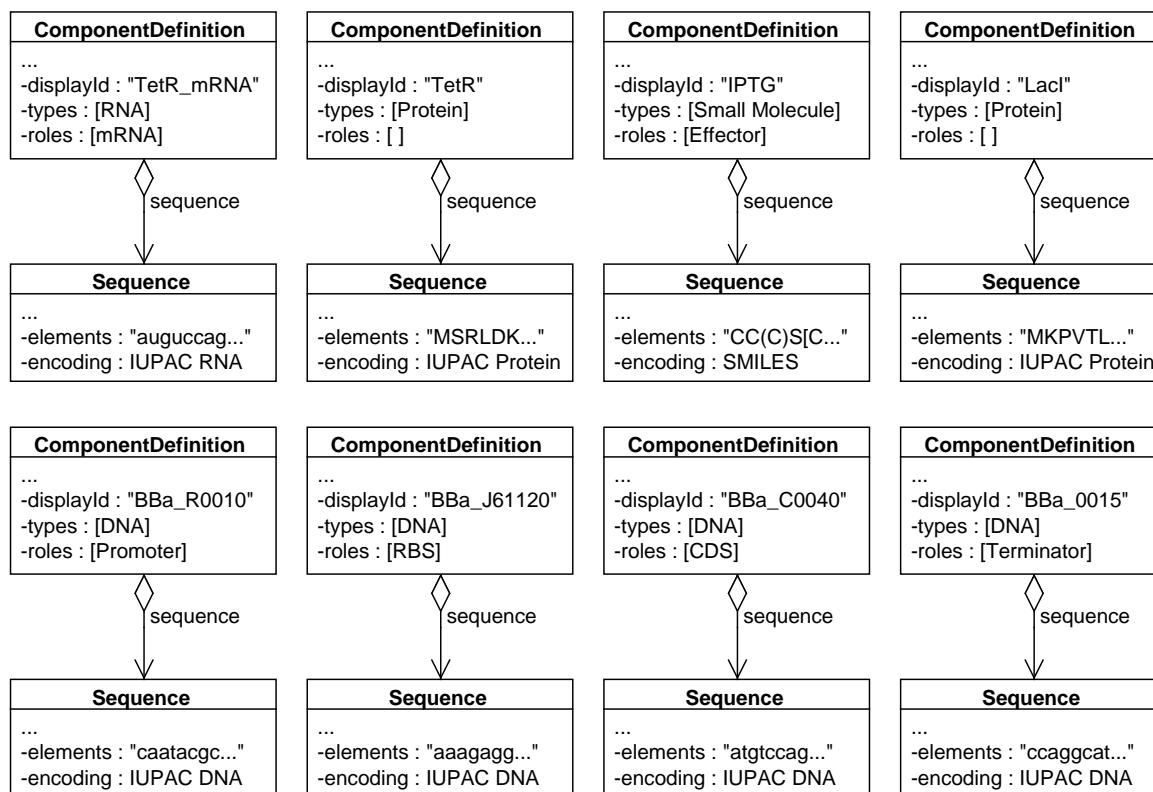 ComponentDefinition
...
-displayId : "TetR_mRNA"
-types : [RNA]
-roles : [mRNA]
sequence
Sequence
...
-elements : "auguccag..."
-encoding : IUPAC RNA
ComponentDefinition
...
-displayId : "TetR"
-types : [Protein]
-roles : [ ]
sequence
Sequence
...
-elements : "MSRLDK..."
-encoding : IUPAC Protein
ComponentDefinition
...
-displayId : "IPTG"
-types : [Small Molecule]
-roles : [Effector]
sequence
Sequence
...
-elements : "CC(C)S[C..."
-encoding : SMILES
ComponentDefinition
...
-displayId : "LacI"
-types : [Protein]
-roles : [ ]
sequence
Sequence
...
-elements : "MKPVTL..."
-encoding : IUPAC Protein
ComponentDefinition
...
-displayId : "BBa_R0010"
-types : [DNA]
-roles : [Promoter]
sequence
Sequence
...
-elements : "caatacgc..."
-encoding : IUPAC DNA
ComponentDefinition
...
-displayId : "BBa_J61120"
-types : [DNA]
-roles : [RBS]
sequence
Sequence
...
-elements : "aaagagg..."
-encoding : IUPAC DNA
ComponentDefinition
...
-displayId : "BBa_C0040"
-types : [DNA]
-roles : [CDS]
sequence
Sequence
...
-elements : "atgtccag..."
-encoding : IUPAC DNA
ComponentDefinition
...
-displayId : "BBa_0015"
-types : [DNA]
-roles : [Terminator]
sequence
Sequence
...
-elements : "ccaggcat..."
-encoding : IUPAC DNA